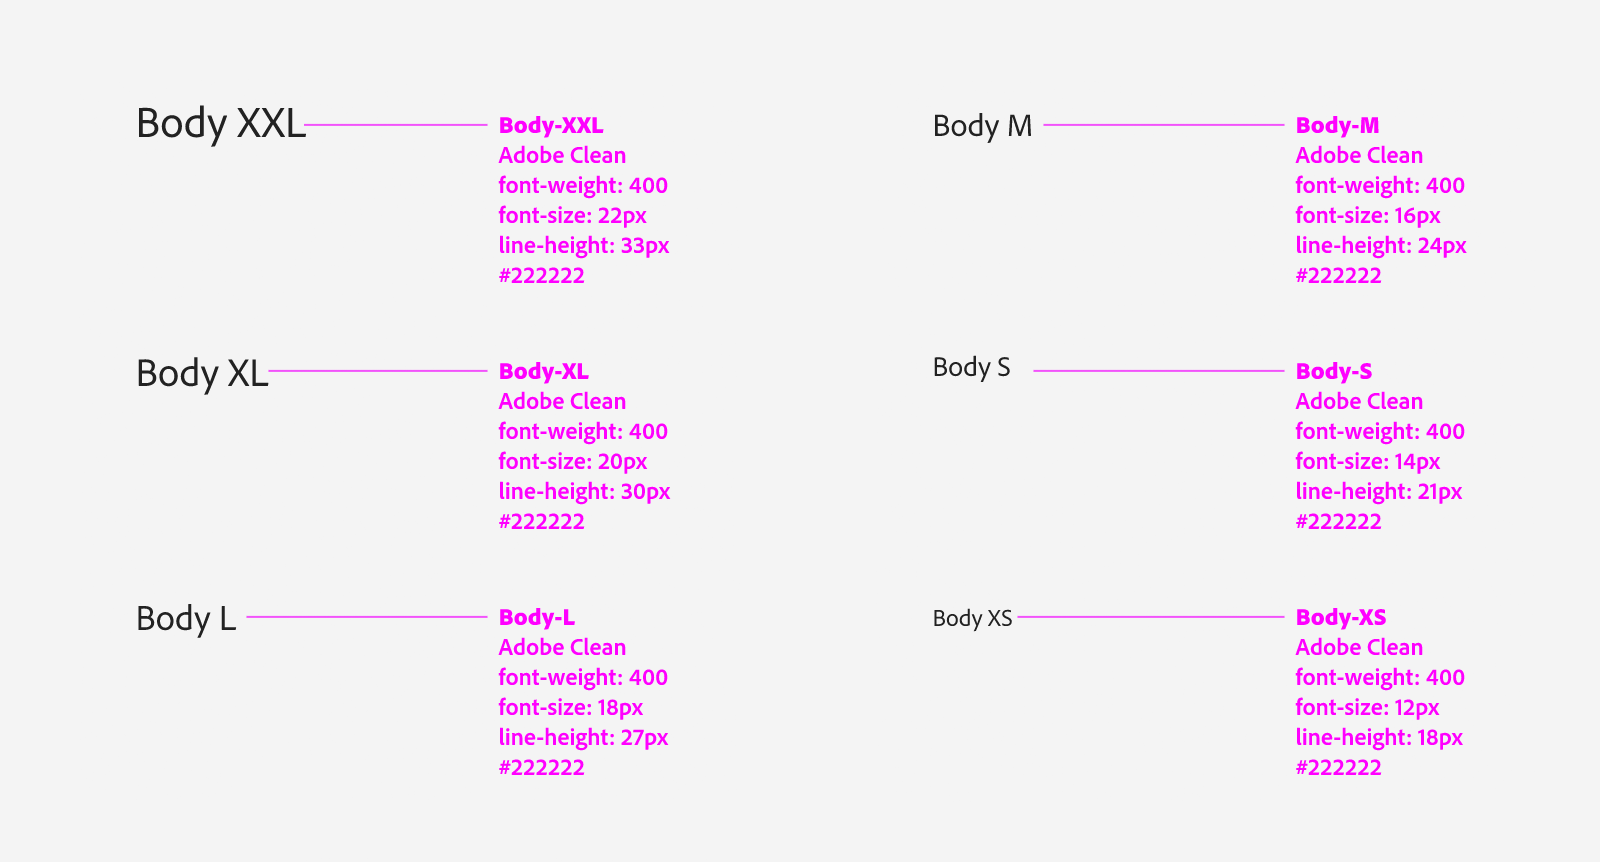 Body XXL
Body-XXL
Adobe Clean
font-weight: 400
font-size: 22px
line-height: 33px
#222222
Body XL
Body-XL
Adobe Clean
font-weight: 400
font-size: 20px
line-height: 30px
#222222
Body L
Body-L
Adobe Clean
font-weight: 400
font-size: 18px
line-height: 27px
#222222
Body M
Body-M
Adobe Clean
font-weight: 400
font-size: 16px
line-height: 24px
#222222
Body S
Body-S
Adobe Clean
font-weight: 400
font-size: 14px
line-height: 21px
#222222
Body XS
Body-XS
Adobe Clean
font-weight: 400
font-size: 12px
line-height: 18px
#222222